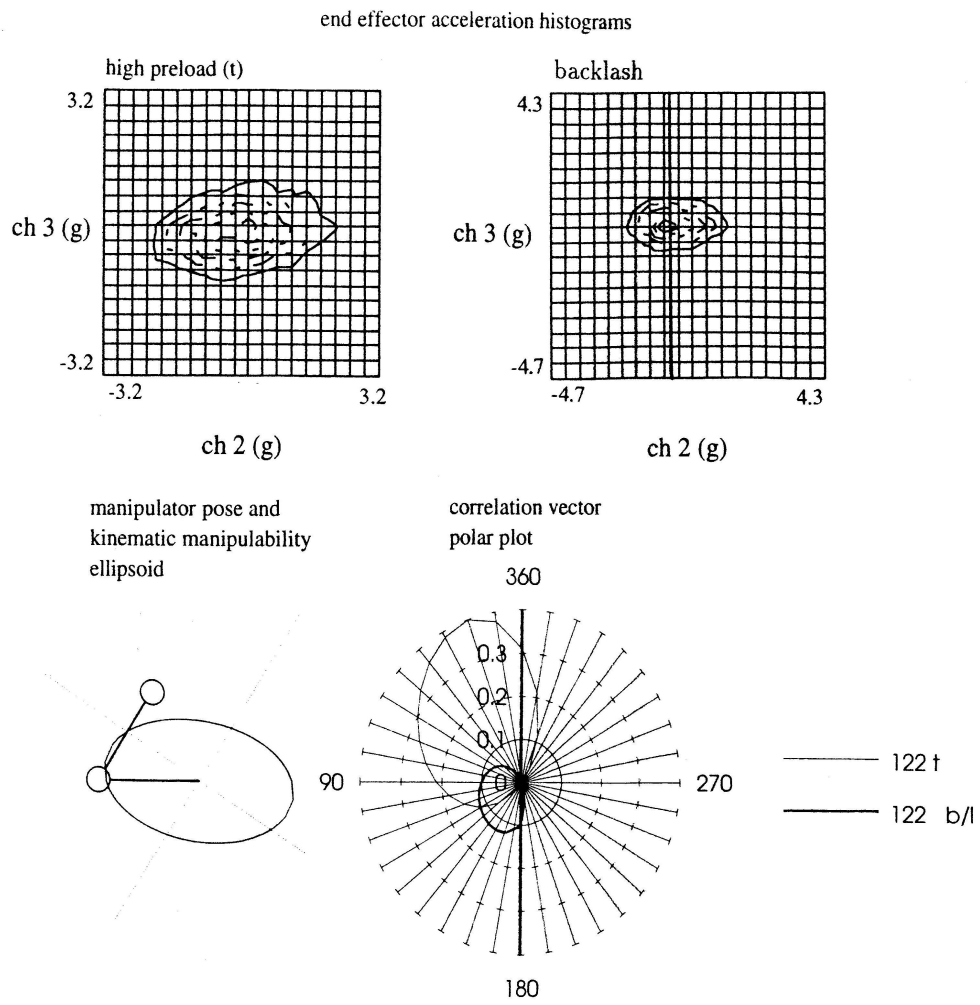 end effector acceleration histograms
high preload (t)
3.2
ch 3 (g)
-3.2
-3.2
3.2
ch 2 (g)
backlash
4.3
ch 3 (g)
-4.7
-4.7
4.3
ch 2 (g)
manipulator pose and
kinematic manipulability
ellipsoid
correlation vector
polar plot
360
0.3
0.2
0.1
90
0
270
180
122 t
122 b/l